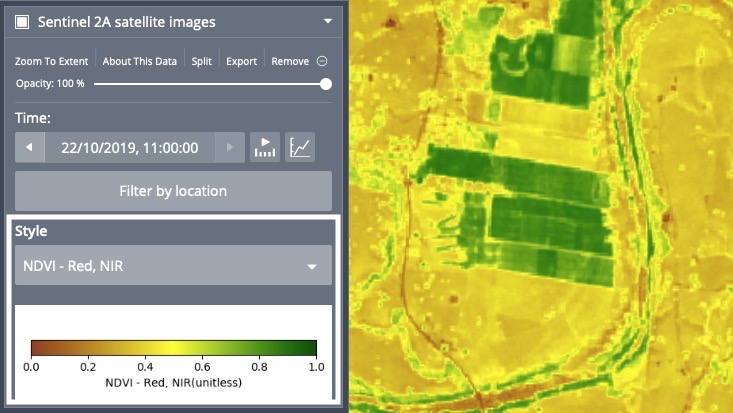 Sentinel 2A satellite images
Zoom To Extent About This Data Split Export Remove
Opacity: 100 %
Time:
22/10/2019, 11:00:00
Filter by location
Style
NDVI - Red, NIR
0.0 0.2 0.4 0.6 0.8 1.0
NDVI - Red, NIR(unitless)